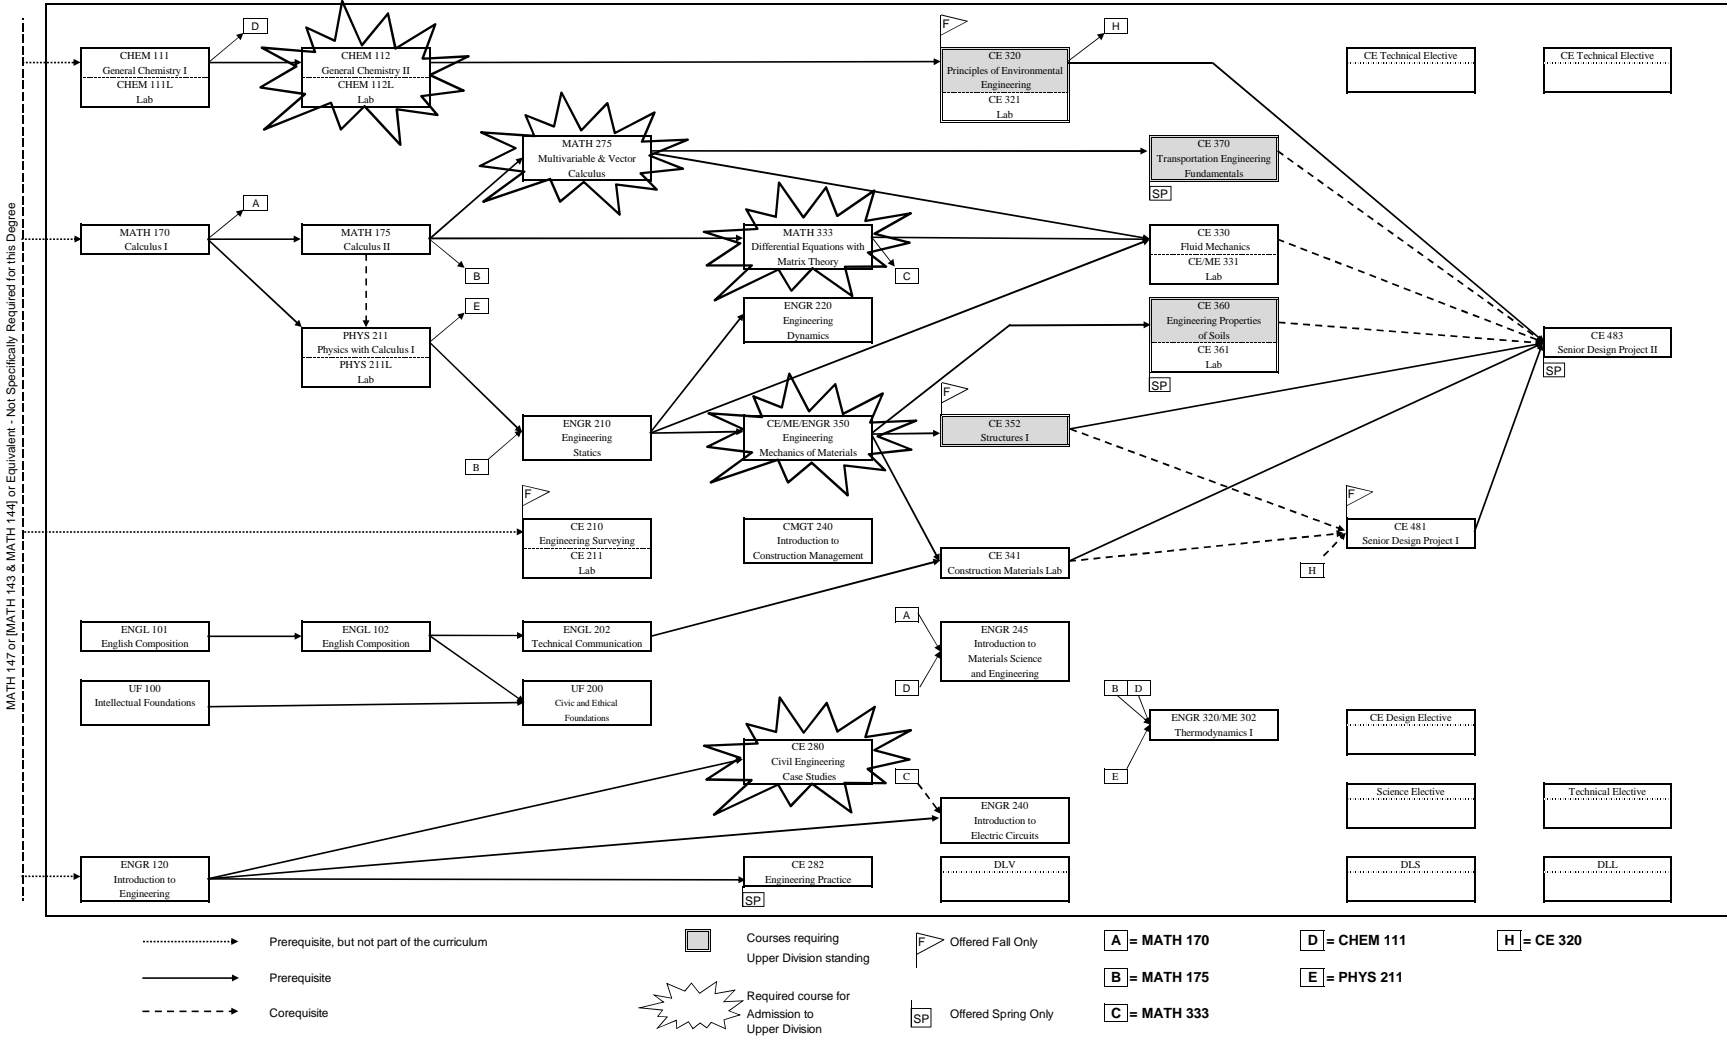 MATH 147 or [MATH 143 & MATH 144] or Equivalent - Not Specifically Required for this Degree
D
H
F
CHEM 111
General Chemistry I
CHEM 111L
Lab
CHEM 112
General Chemistry II
CHEM 112L
Lab
CE 320
Principles of Environmental
Engineering
CE 321
Lab
CE Technical Elective
CE Technical Elective
MATH 275
Multivariable & Vector
Calculus
CE 370
Transportation Engineering
Fundamentals
SP
A
MATH 170
Calculus I
MATH 175
Calculus II
B
MATH 333
Differential Equations with
Matrix Theory
C
CE 330
Fluid Mechanics
CE/ME 331
Lab
E
PHYS 211
Physics with Calculus I
PHYS 211L
Lab
ENGR 220
Engineering
Dynamics
CE 360
Engineering Properties
of Soils
CE 361
Lab
SP
CE 483
Senior Design Project II
SP
ENGR 210
Engineering
Statics
B
CE/ME/ENGR 350
Engineering
Mechanics of Materials
F
CE 352
Structures I
F
CE 210
Engineering Surveying
CE 211
Lab
CMGT 240
Introduction to
Construction Management
CE 341
Construction Materials Lab
F
CE 481
Senior Design Project I
H
ENGL 101
English Composition
ENGL 102
English Composition
ENGL 202
Technical Communication
A
D
ENGR 245
Introduction to
Materials Science
and Engineering
UF 100
Intellectual Foundations
UF 200
Civic and Ethical
Foundations
B D
E
ENGR 320/ME 302
Thermodynamics I
CE Design Elective
CE 280
Civil Engineering
Case Studies
C
ENGR 240
Introduction to
Electric Circuits
Science Elective
Technical Elective
ENGR 120
Introduction to
Engineering
CE 282
Engineering Practice
SP
DLV
DLS
DLL
Prerequisite, but not part of the curriculum
Prerequisite
Corequisite
Courses requiring
Upper Division standing
Required course for
Admission to
Upper Division
F Offered Fall Only
SP Offered Spring Only
A = MATH 170
B = MATH 175
C = MATH 333
D = CHEM 111
E = PHYS 211
H = CE 320